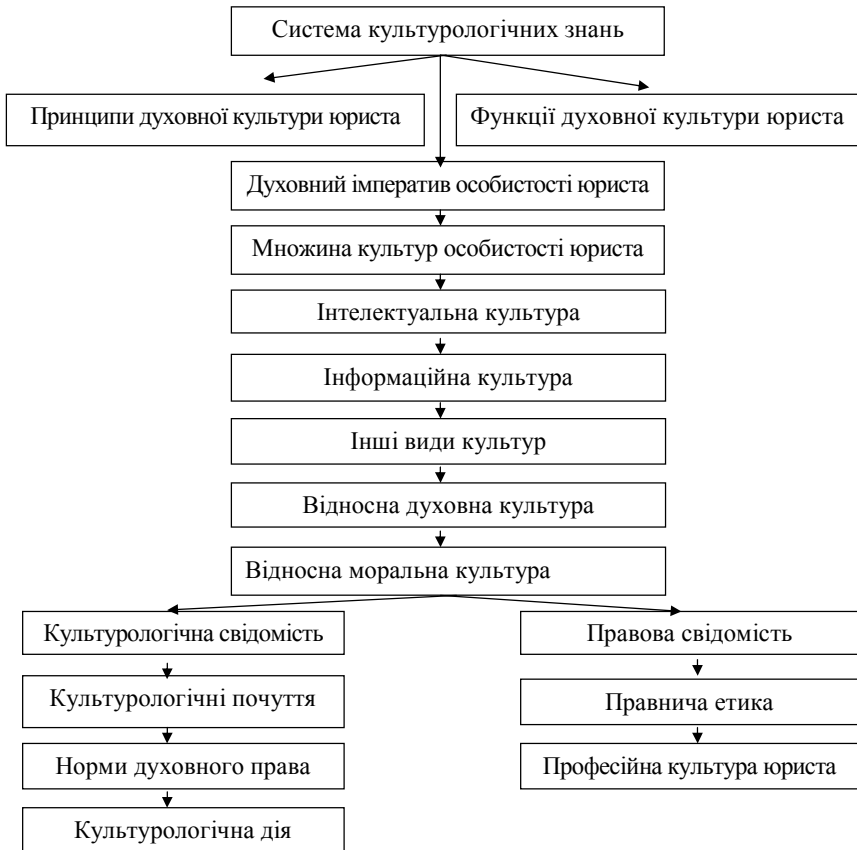 Система культурологічних знань
Принципи духовної культури юриста
Функції духовної культури юриста
Духовний імператив особистості юриста
Множина культур особистості юриста
Інтелектуальна культура
Інформаційна культура
Інші види культур
Відносна духовна культура
Відносна моральна культура
Культурологічна свідомість
Правова свідомість
Культурологічні почуття
Правнича етика
Норми духовного права
Професійна культура юриста
Культурологічна дія